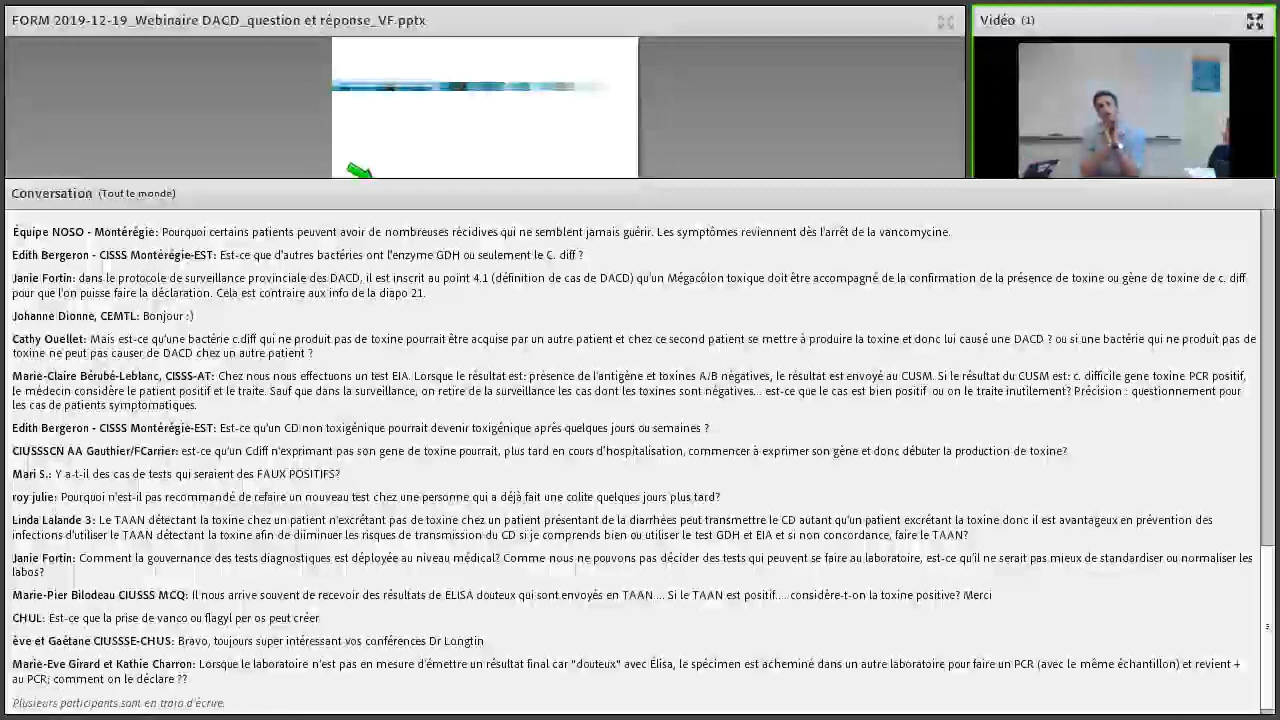 FORM 2019-12-19_Webinaire DACD_question et réponse_VF.pptx
Vidéo (1)
Conversation (Tout le monde)
Équipe NOSO - Montérégie: Pourquoi certains patients peuvent avoir de nombreuses récidives qui ne semblent jamais guérir. Les symptômes reviennent dès l'arrêt de la vancomycine.
Edith Bergeron - CISSS Montérégie-EST: Est-ce que d'autres bactéries ont l'enzyme GDH ou seulement le C. diff ?
Janie Fortin: dans le protocole de surveillance provinciale des DACD, il est inscrit au point 4.1 (définition de cas de DACD) qu'un Mégacôlon toxique doit être accompagné de la confirmation de la présence de toxine ou gène de toxine de c. diff
pour que l'on puisse faire la déclaration. Cela est contraire aux info de la diapo 21.
Johanne Dionne, CEMTL: Bonjour :)
Cathy Ouellet: Mais est-ce qu'une bactérie c.diff qui ne produit pas de toxine pourrait être acquise par un autre patient et chez ce second patient se mettre à produire la toxine et donc lui causé une DACD ? ou si une bactérie qui ne produit pas de
toxine ne peut pas causer de DACD chez un autre patient ?
Marie-Claire Bérubé-Leblanc, CISSS-AT: Chez nous nous effectuons un test EIA. Lorsque le résultat est: présence de l'antigène et toxines A/B négatives, le résultat est envoyé au CUSM. Si le résultat du CUSM est: c. difficile gene toxine PCR positif,
le médecin considère le patient positif et le traite. Sauf que dans la surveillance, on retire de la surveillance les cas dont les toxines sont négatives... est-ce que le cas est bien positif ou on le traite inutilement? Précision : questionnement pour
les cas de patients symptomatiques.
Edith Bergeron - CISSS Montérégie-EST: Est-ce qu'un CD non toxigénique pourrait devenir toxigénique après quelques jours ou semaines ?
CIUSSSCN AA Gauthier/FCarrier: est-ce qu'un Cdiff n'exprimant pas son gene de toxine pourrait, plus tard en cours d'hospitalisation, commencer à exprimer son gène et donc débuter la production de toxine?
Mari S.: Y a-t-il des cas de tests qui seraient des FAUX POSITIFS?
roy julie: Pourquoi n'est-il pas recommandé de refaire un nouveau test chez une personne qui a déjà fait une colite quelques jours plus tard?
Linda Lalande 3: Le TAAN détectant la toxine chez un patient n'excrétant pas de toxine chez un patient présentant de la diarrhées peut transmettre le CD autant qu'un patient excrétant la toxine donc il est avantageux en prévention des
infections d'utiliser le TAAN détectant la toxine afin de diiminuer les risques de transmission du CD si je comprends bien ou utiliser le test GDH et EIA et si non concordance, faire le TAAN?
Janie Fortin: Comment la gouvernance des tests diagnostiques est déployée au niveau médical? Comme nous ne pouvons pas décider des tests qui peuvent se faire au laboratoire, est-ce qu'il ne serait pas mieux de standardiser ou normaliser les
labos?
Marie-Pier Bilodeau CIUSSS MCQ: Il nous arrive souvent de recevoir des résultats de ELISA douteux qui sont envoyés en TAAN.... Si le TAAN est positif..... considère-t-on la toxine positive? Merci
CHUL: Est-ce que la prise de vanco ou flagyl per os peut créer
ève et Gaétane CIUSSSE-CHUS: Bravo, toujours super intéressant vos conférences Dr Longtin
Marie-Eve Girard et Kathie Charron: Lorsque le laboratoire n'est pas en mesure d'émettre un résultat final car "douteux" avec Élisa, le spécimen est acheminé dans un autre laboratoire pour faire un PCR (avec le même échantillon) et revient +
au PCR; comment on le déclare ??
Plusieurs participants sont en train d'écrire.